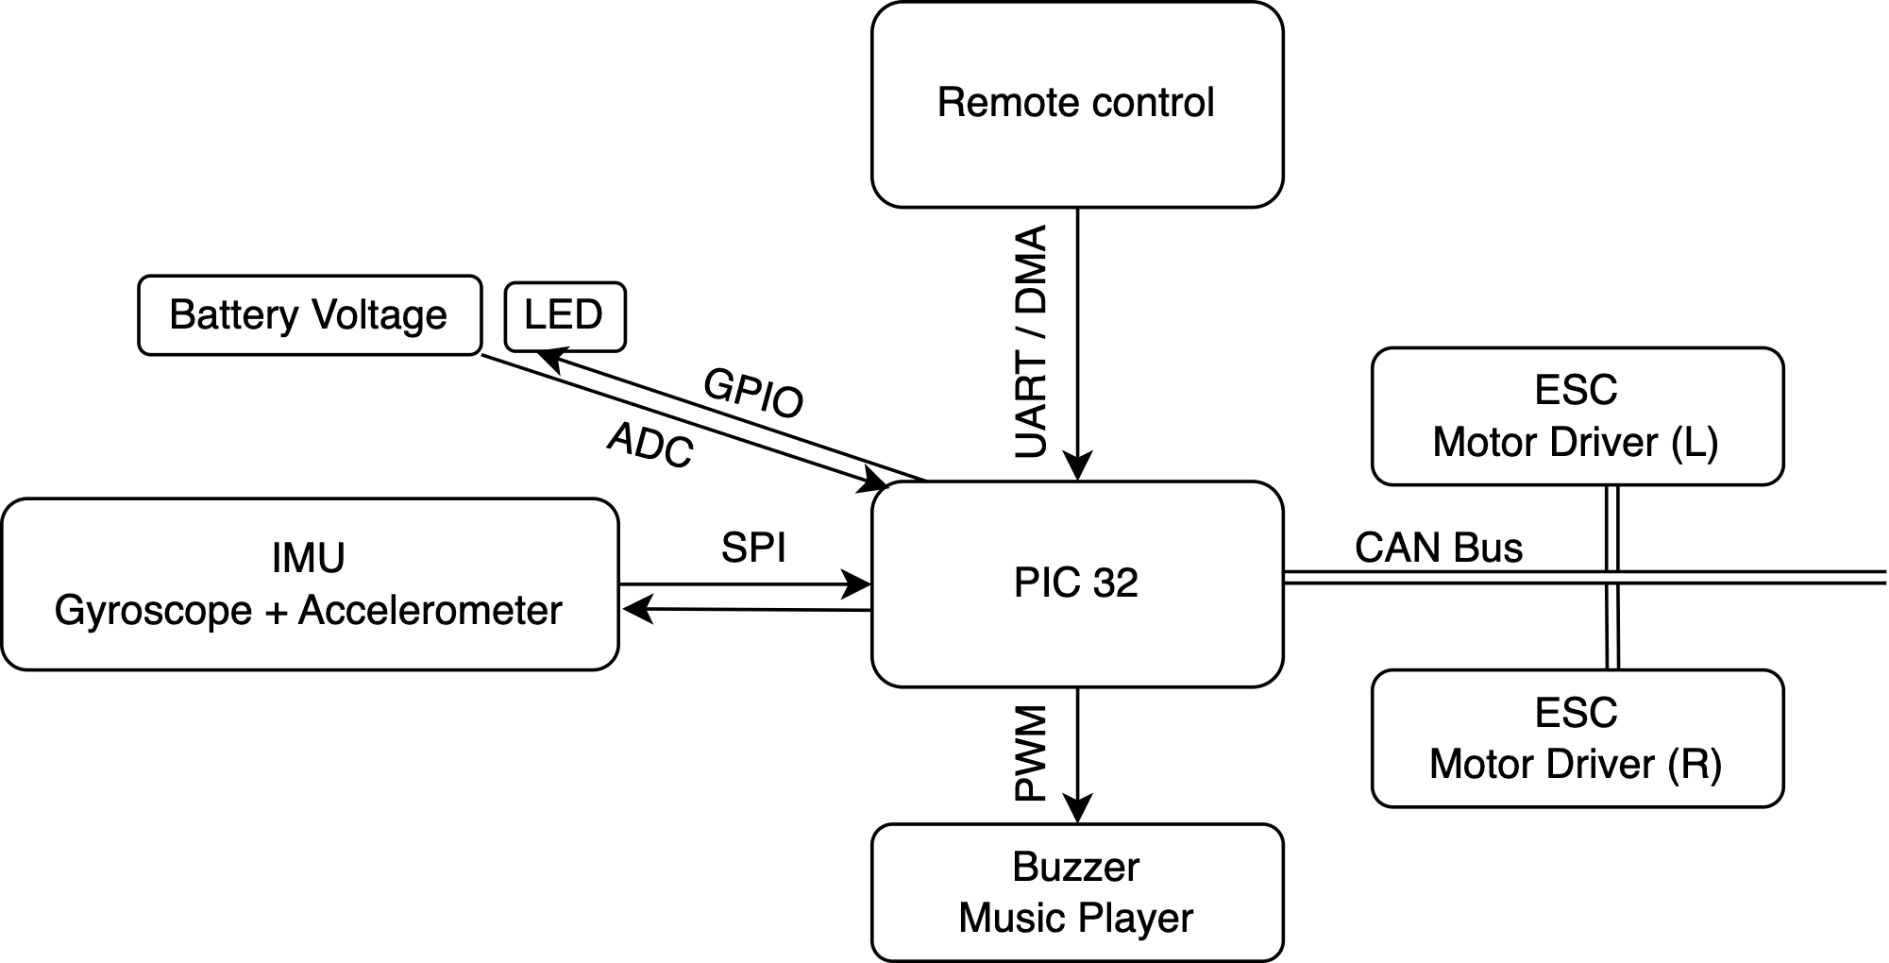 Remote control
UART / DMA
Battery Voltage
LED
GPIO
ADC
ESC
Motor Driver (L)
IMU
Gyroscope + Accelerometer
SPI
PIC 32
CAN Bus
ESC
Motor Driver (R)
PWM
Buzzer
Music Player